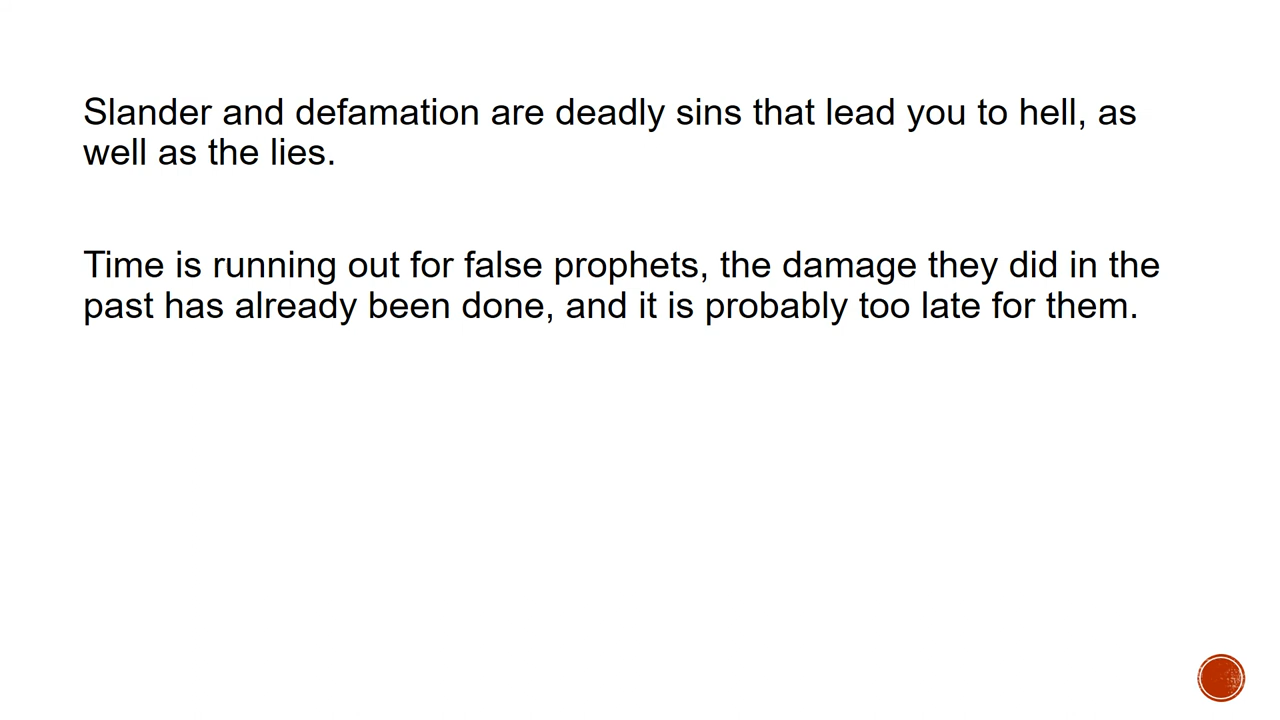 Slander and defamation are deadly sins that lead you to hell, as
well as the lies.
Time is running out for false prophets, the damage they did in the
past has already been done, and it is probably too late for them.